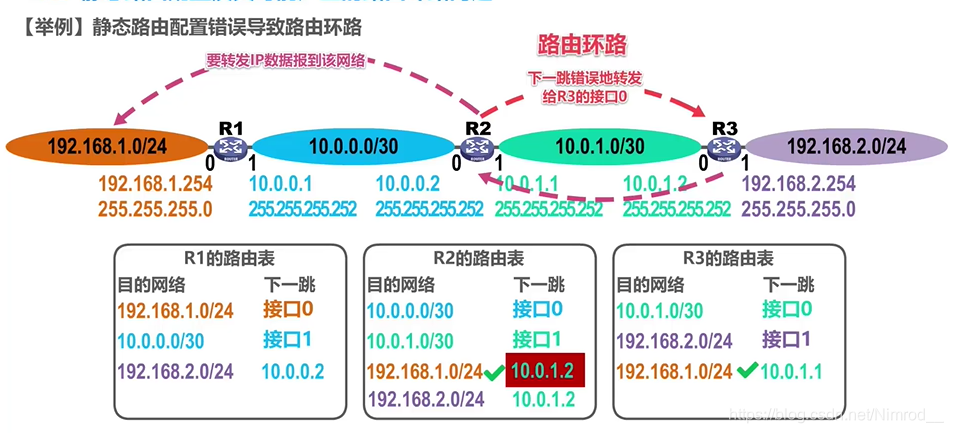 【举例】静态路由配置错误导致路由环路
路由环路
要转发IP数据报到该网络
下一跳错误地转发
给R3的接口0
R1 R2 R3
192.168.1.0/24 10.0.0.0/30 10.0.1.0/30 192.168.2.0/24
0 1 0 1 0 1
192.168.1.254 10.0.0.1 10.0.0.2 10.0.1.1 10.0.1.2 192.168.2.254
255.255.255.0 255.255.255.252 255.255.255.252 255.255.255.252 255.255.255.252 255.255.255.0
R1的路由表
目的网络 下一跳
192.168.1.0/24 接口0
10.0.0.0/30 接口1
192.168.2.0/24 10.0.0.2
R2的路由表
目的网络 下一跳
10.0.0.0/30 接口0
10.0.1.0/30 接口1
192.168.1.0/24 10.0.1.2
192.168.2.0/24 10.0.1.2
R3的路由表
目的网络 下一跳
10.0.1.0/30 接口0
192.168.2.0/24 接口1
192.168.1.0/24 10.0.1.1
https://blog.csdn.net/Nimrod__